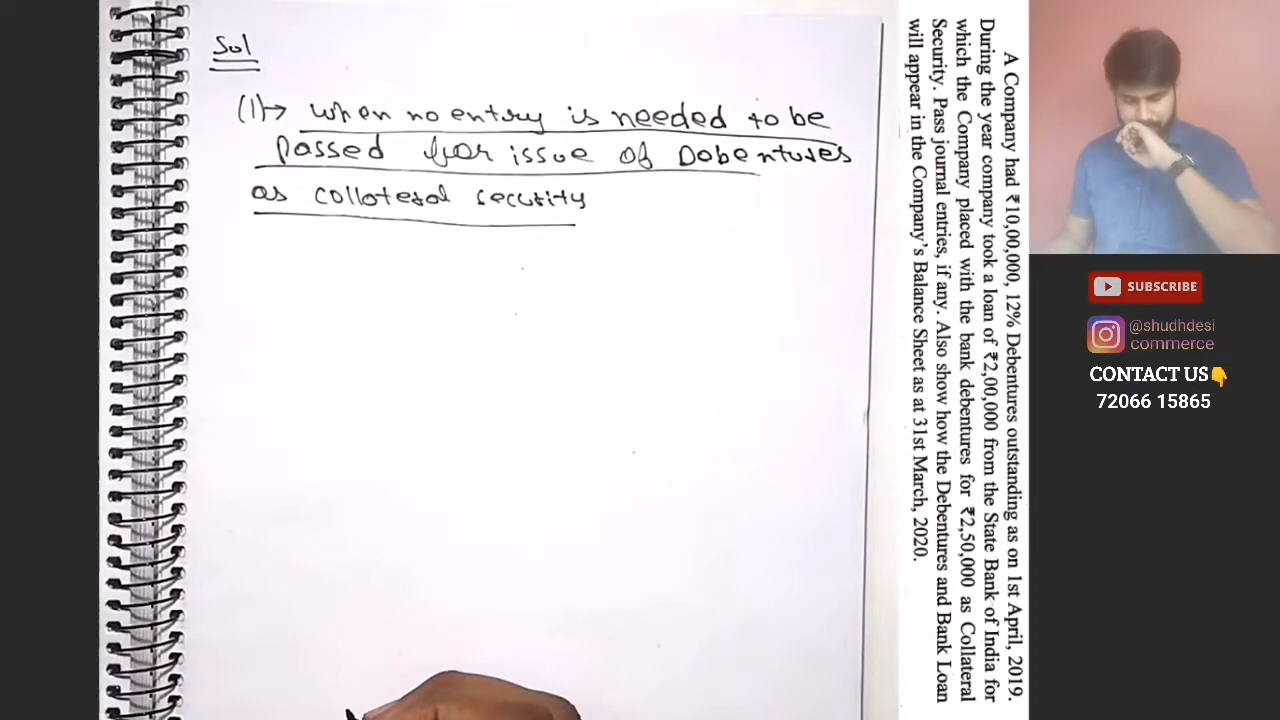 Sol
(1)→ when no entry is needed to be
passed for issue of Dobentures
as collateral security
A Company had ₹10,00,000, 12% Debentures outstanding as on 1st April, 2019.
During the year company took a loan of ₹2,00,000 from the State Bank of India for
which the Company placed with the bank debentures for ₹2,50,000 as Collateral
Security. Pass journal entries, if any. Also show how the Debentures and Bank Loan
will appear in the Company's Balance Sheet as at 31st March, 2020.
SUBSCRIBE
@shudhdesi
commerce
CONTACT US👇
72066 15865